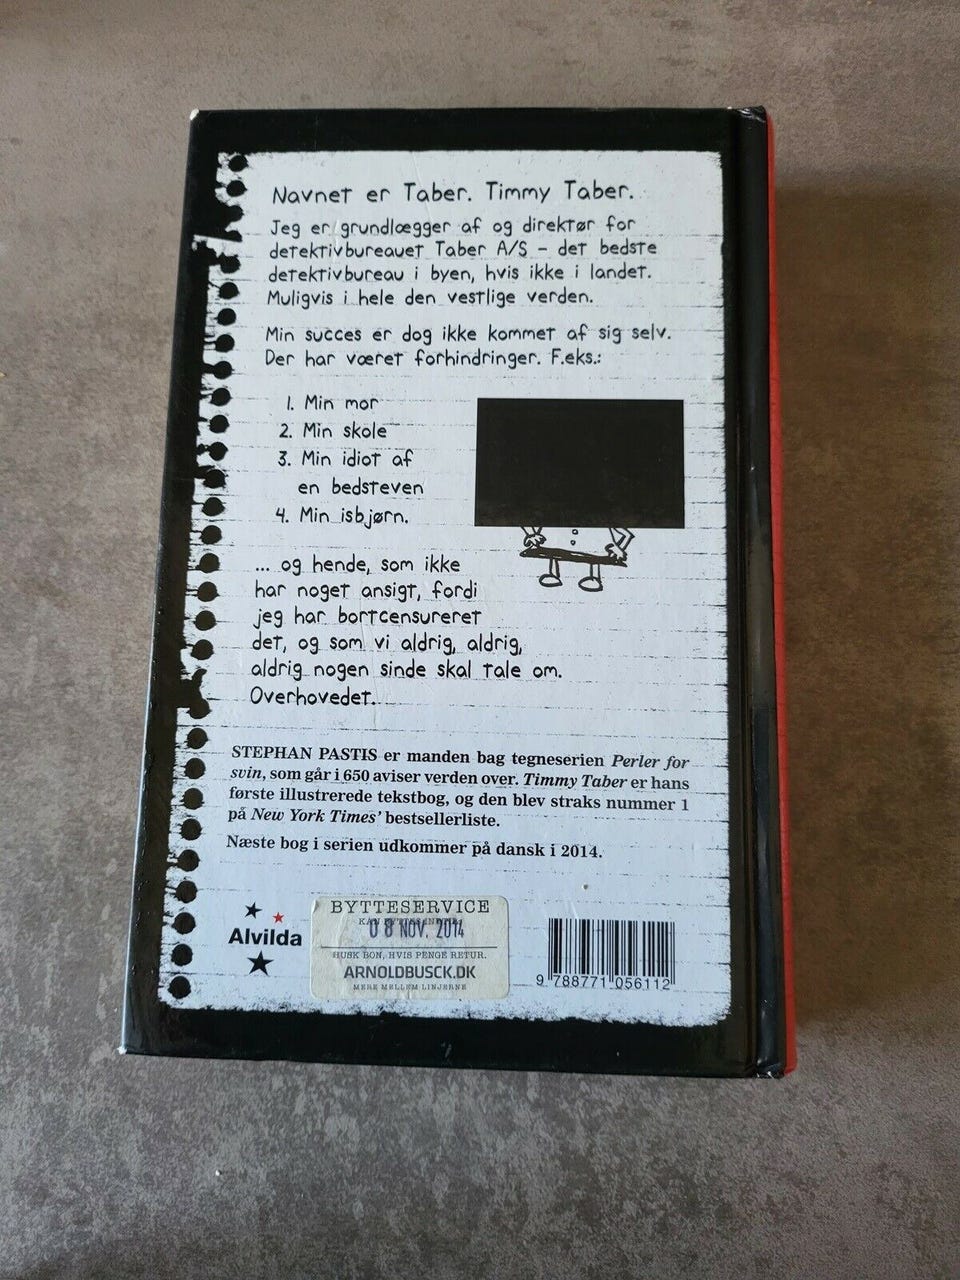 Navnet er Taber. Timmy Taber.
Jeg er grundlægger af og direktør for
detektivbureauet Taber A/S – det bedste
detektivbureau i byen, hvis ikke i landet.
Muligvis i hele den vestlige verden.
Min succes er dog ikke kommet af sig selv.
Der har været forhindringer. F.eks.:
1. Min mor
2. Min skole
3. Min idiot af
en bedsteven
4. Min isbjørn.
... og hende, som ikke
har noget ansigt, fordi
jeg har bortcensureret
det, og som vi aldrig, aldrig,
aldrig nogen sinde skal tale om.
Overhovedet.
STEPHAN PASTIS er manden bag tegneserien Perler for
svin, som går i 650 aviser verden over. Timmy Taber er hans
første illustrerede tekstbog, og den blev straks nummer 1
på New York Times' bestsellerliste.
Næste bog i serien udkommer på dansk i 2014.
Alvilda
BYTTESERVICE
KAN BYTTES INDTIL
08 NOV. 2014
HUSK BON, HVIS PENGE RETUR.
ARNOLDBUSCK.DK
MERE MELLEM LINJERNE
9 788771 056112